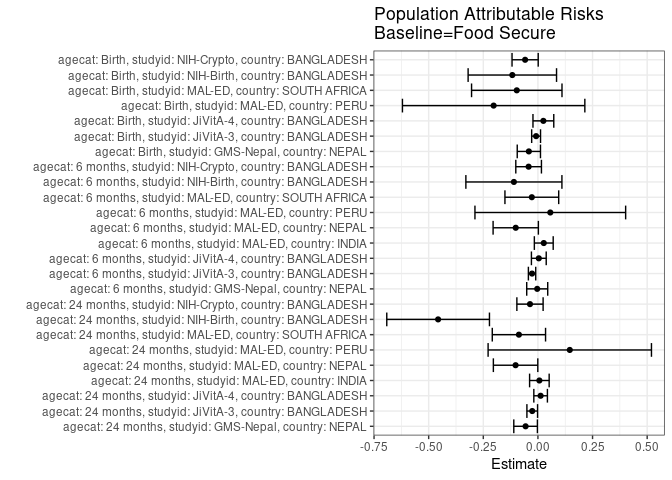 Population Attributable Risks
Baseline=Food Secure
agecat: Birth, studyid: NIH-Crypto, country: BANGLADESH
agecat: Birth, studyid: NIH-Birth, country: BANGLADESH
agecat: Birth, studyid: MAL-ED, country: SOUTH AFRICA
agecat: Birth, studyid: MAL-ED, country: PERU
agecat: Birth, studyid: JiVitA-4, country: BANGLADESH
agecat: Birth, studyid: JiVitA-3, country: BANGLADESH
agecat: Birth, studyid: GMS-Nepal, country: NEPAL
agecat: 6 months, studyid: NIH-Crypto, country: BANGLADESH
agecat: 6 months, studyid: NIH-Birth, country: BANGLADESH
agecat: 6 months, studyid: MAL-ED, country: SOUTH AFRICA
agecat: 6 months, studyid: MAL-ED, country: PERU
agecat: 6 months, studyid: MAL-ED, country: NEPAL
agecat: 6 months, studyid: MAL-ED, country: INDIA
agecat: 6 months, studyid: JiVitA-4, country: BANGLADESH
agecat: 6 months, studyid: JiVitA-3, country: BANGLADESH
agecat: 6 months, studyid: GMS-Nepal, country: NEPAL
agecat: 24 months, studyid: NIH-Crypto, country: BANGLADESH
agecat: 24 months, studyid: NIH-Birth, country: BANGLADESH
agecat: 24 months, studyid: MAL-ED, country: SOUTH AFRICA
agecat: 24 months, studyid: MAL-ED, country: PERU
agecat: 24 months, studyid: MAL-ED, country: NEPAL
agecat: 24 months, studyid: MAL-ED, country: INDIA
agecat: 24 months, studyid: JiVitA-4, country: BANGLADESH
agecat: 24 months, studyid: JiVitA-3, country: BANGLADESH
agecat: 24 months, studyid: GMS-Nepal, country: NEPAL
-0.75 -0.50 -0.25 0.00 0.25 0.50
Estimate